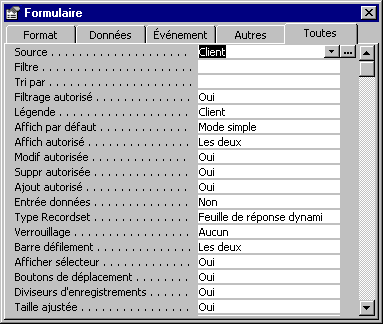 Formulaire
Format Données Événement Autres Toutes
Source . . . . . . . . . . . . . . . . . . . Client
Filtre . . . . . . . . . . . . . . . . . . . .
Tri par . . . . . . . . . . . . . . . . . . .
Filtrage autorisé . . . . . . . . . . . . Oui
Légende . . . . . . . . . . . . . . . . . Client
Affich par défaut . . . . . . . . . . . . Mode simple
Affich autorisé . . . . . . . . . . . . . Les deux
Modif autorisée . . . . . . . . . . . . . Oui
Suppr autorisée . . . . . . . . . . . . Oui
Ajout autorisé . . . . . . . . . . . . . . Oui
Entrée données . . . . . . . . . . . . Non
Type Recordset . . . . . . . . . . . . Feuille de réponse dynami
Verrouillage . . . . . . . . . . . . . . . Aucun
Barre défilement . . . . . . . . . . . . Les deux
Afficher sélecteur . . . . . . . . . . . Oui
Boutons de déplacement . . . . . . Oui
Diviseurs d'enregistrements . . . . . Oui
Taille ajustée . . . . . . . . . . . . . . Oui